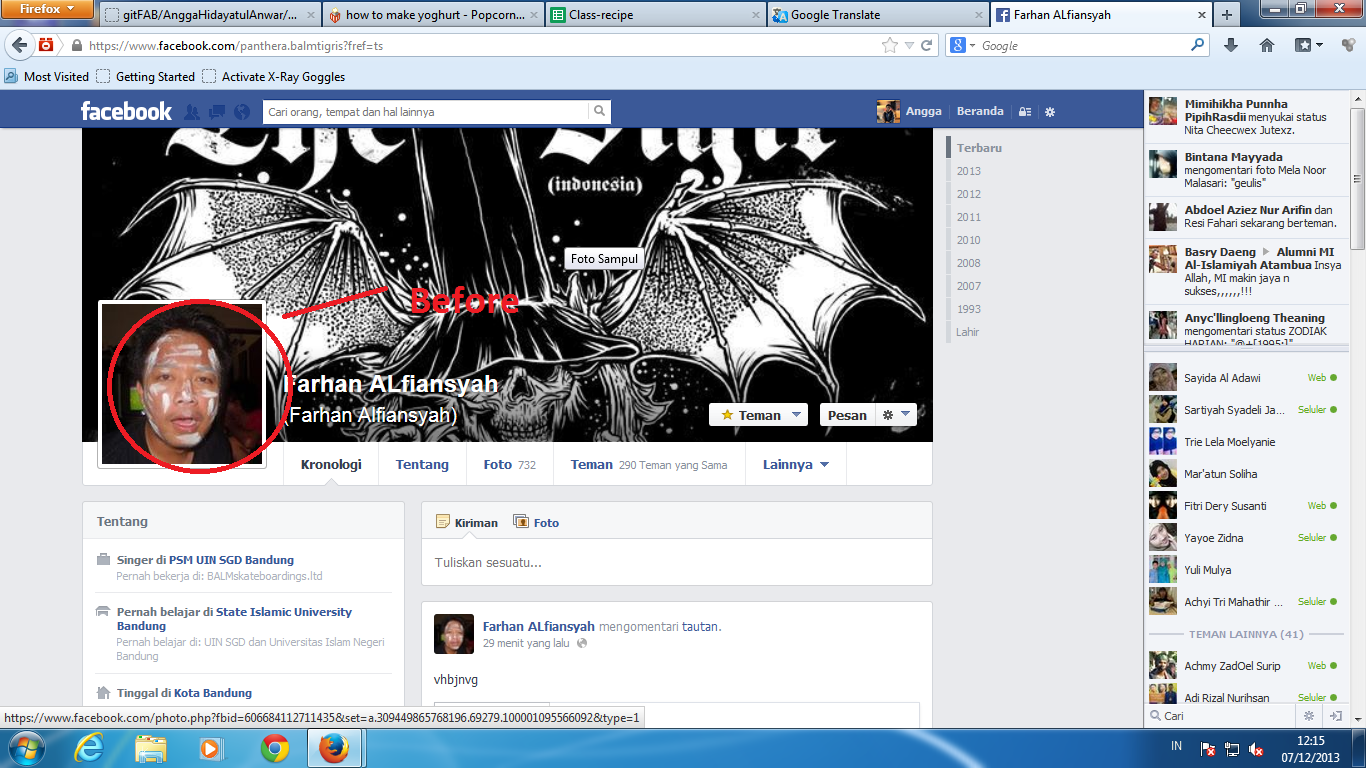 Firefox
gitFAB/AnggaHidayatulAnwar/...
how to make yoghurt - Popcorn...
Class-recipe
Google Translate
Farhan ALfiansyah
https://www.facebook.com/panthera.balmtigris?fref=ts
Google
Most Visited
Getting Started
Activate X-Ray Goggles
facebook
Cari orang, tempat dan hal lainnya
Angga
Beranda
(indonesia)
Foto Sampul
Before
Farhan ALfiansyah
(Farhan Alfiansyah)
Teman
Pesan
Kronologi
Tentang
Foto 732
Teman 290 Teman yang Sama
Lainnya
Terbaru
2013
2012
2011
2010
2008
2007
1993
Lahir
Tentang
Singer di PSM UIN SGD Bandung
Pernah bekerja di: BALMskateboardings.ltd
Pernah belajar di State Islamic University
Bandung
Pernah belajar di: UIN SGD dan Universitas Islam Negeri
Bandung
Tinggal di Kota Bandung
Kiriman
Foto
Tuliskan sesuatu...
Farhan ALfiansyah mengomentari tautan.
29 menit yang lalu
vhbjnvg
Mimihikha Punnha
PipihRasdii menyukai status
Nita Cheecwex Jutexz.
Bintana Mayyada
mengomentari foto Mela Noor
Malasari: "geulis"
Abdoel Aziez Nur Arifin dan
Resi Fahari sekarang berteman.
Basry Daeng ▶ Alumni MI
Al-Islamiyah Atambua Insya
Allah, MI makin jaya n
sukses,,,,,,!!!
Anyc'llingloeng Theaning
mengomentari status ZODIAK
HARIAN: "@+[1995:]"
Sayida Al Adawi Web
Sartiyah Syadeli Ja... Seluler
Trie Lela Moelyanie
Mar'atun Soliha
Fitri Dery Susanti Web
Yayoe Zidna Seluler
Yuli Mulya
Achyi Tri Mahathir ... Seluler
TEMAN LAINNYA (41)
Achmy ZadOel Surip Web
Adi Rizal Nurihsan Seluler
Cari
https://www.facebook.com/photo.php?fbid=606684112711435&set=a.309449865768196.69279.100001095566092&type=1
IN
12:15
07/12/2013